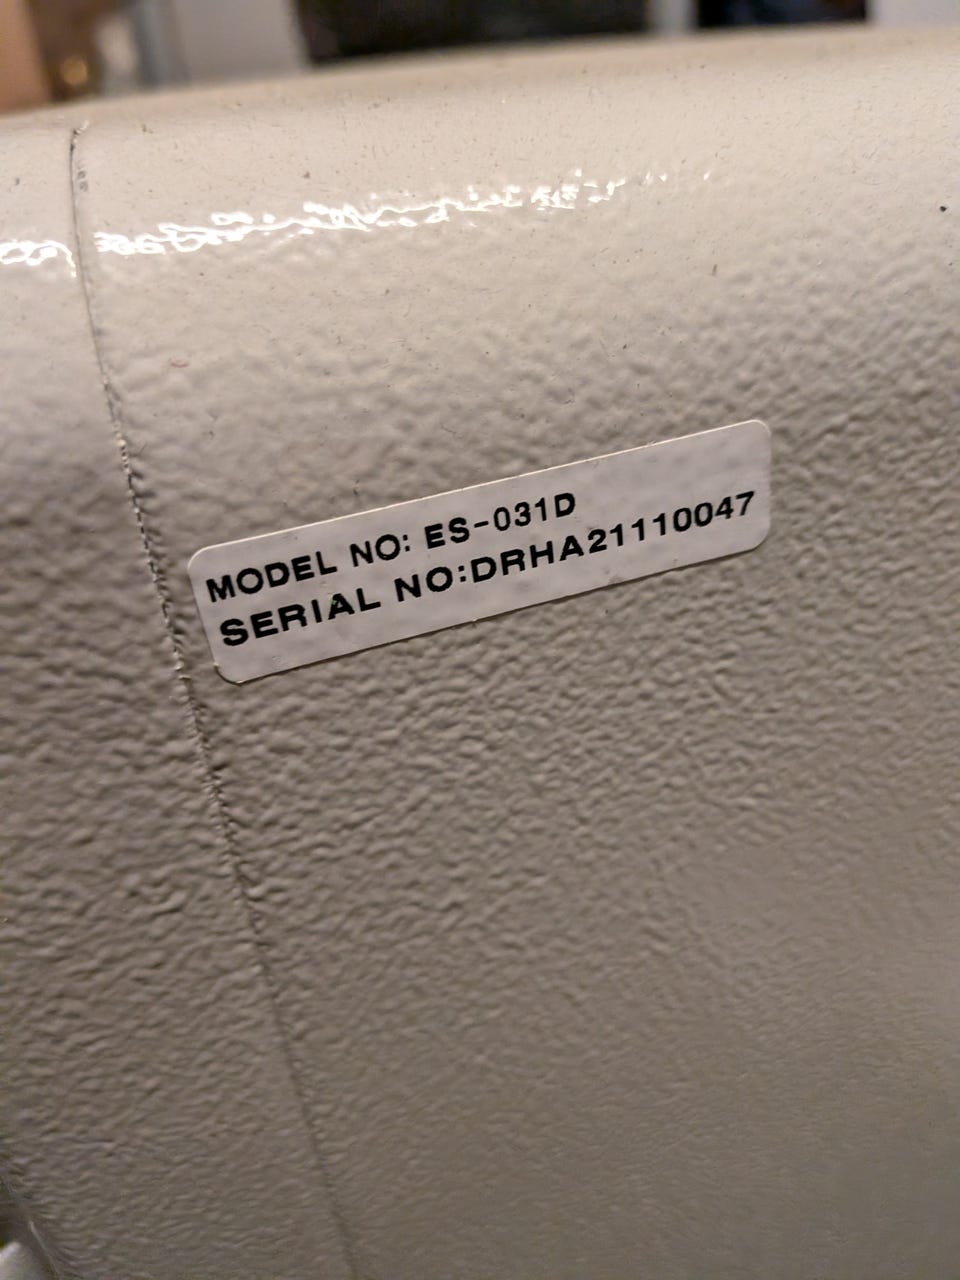 MODEL NO: ES-031D
SERIAL NO:DRHA21110047